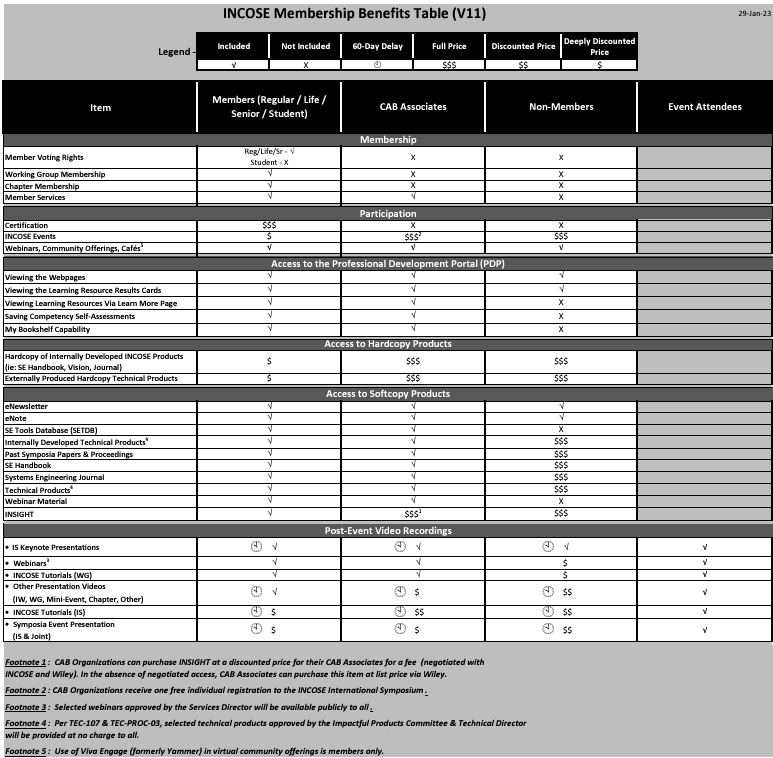 INCOSE Membership Benefits Table (V11)
29-Jan-23
Legend -
Included Not Included 60-Day Delay Full Price Discounted Price Deeply Discounted Price
√ X 🕙 $$$ $$ $
Item Members (Regular / Life / Senior / Student) CAB Associates Non-Members Event Attendees
Membership
Member Voting Rights Reg/Life/Sr - √ Student - X X X
Working Group Membership √ X X
Chapter Membership √ X X
Member Services √ √ X
Participation
Certification $$$ X X
INCOSE Events $ $$$² $$$
Webinars, Community Offerings, Cafés⁵ √ √ √
Access to the Professional Development Portal (PDP)
Viewing the Webpages √ √ √
Viewing the Learning Resource Results Cards √ √ √
Viewing Learning Resources Via Learn More Page √ √ X
Saving Competency Self-Assessments √ √ X
My Bookshelf Capability √ √ X
Access to Hardcopy Products
Hardcopy of Internally Developed INCOSE Products
(ie: SE Handbook, Vision, Journal) $ $$$ $$$
Externally Produced Hardcopy Technical Products $ $$$ $$$
Access to Softcopy Products
eNewsletter √ √ √
eNote √ √ √
SE Tools Database (SETDB) √ √ X
Internally Developed Technical Products⁴ √ √ $$$
Past Symposia Papers & Proceedings √ √ $$$
SE Handbook √ √ $$$
Systems Engineering Journal √ √ $$$
Technical Products⁴ √ √ $$$
Webinar Material √ √ X
INSIGHT √ $$$¹ $$$
Post-Event Video Recordings
• IS Keynote Presentations 🕙 √ 🕙 √ 🕙 √ √
• Webinars³ √ √ $ √
• INCOSE Tutorials (WG) √ √ $ √
• Other Presentation Videos
(IW, WG, Mini-Event, Chapter, Other) 🕙 √ 🕙 $ 🕙 $$ √
• INCOSE Tutorials (IS) 🕙 $ 🕙 $$ 🕙 $$ √
• Symposia Event Presentation
(IS & Joint) 🕙 $ 🕙 $ 🕙 $$ √
Footnote 1 : CAB Organizations can purchase INSIGHT at a discounted price for their CAB Associates for a fee (negotiated with
INCOSE and Wiley). In the absence of negotiated access, CAB Associates can purchase this item at list price via Wiley.
Footnote 2 : CAB Organizations receive one free individual registration to the INCOSE International Symposium .
Footnote 3 : Selected webinars approved by the Services Director will be available publicly to all .
Footnote 4 : Per TEC-107 & TEC-PROC-03, selected technical products approved by the Impactful Products Committee & Technical Director
will be provided at no charge to all.
Footnote 5 : Use of Viva Engage (formerly Yammer) in virtual community offerings is members only.